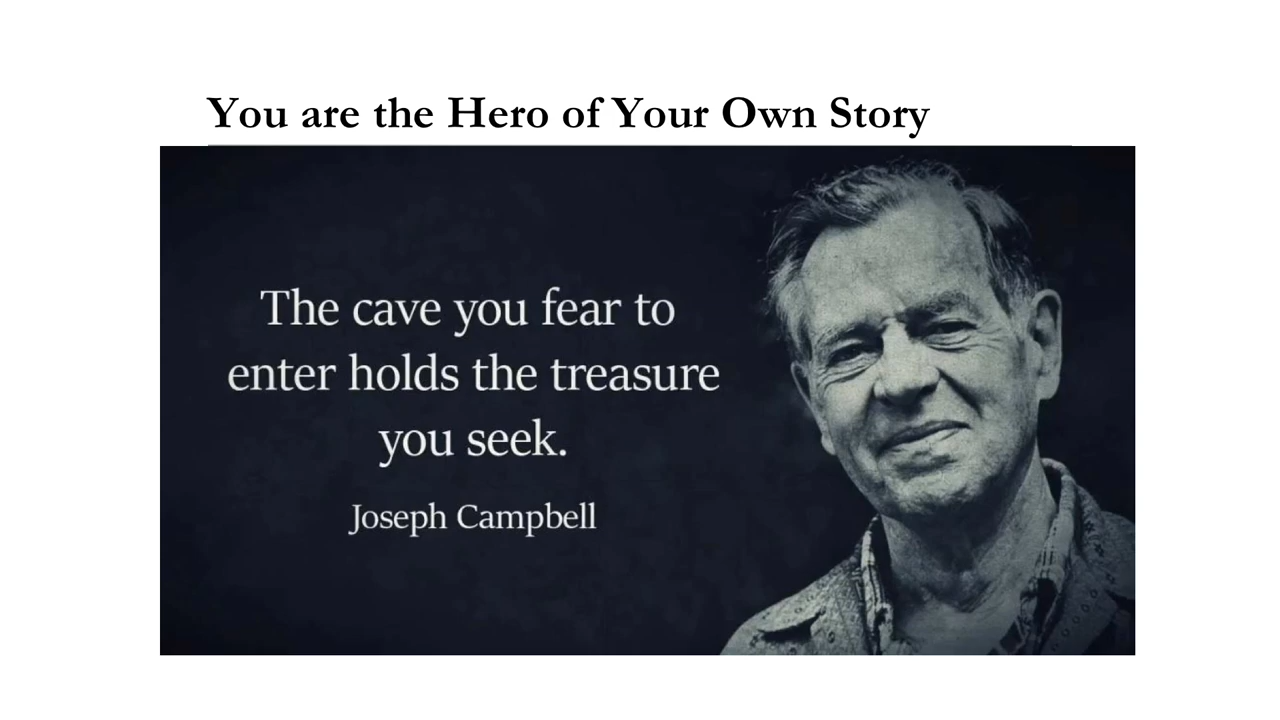 You are the Hero of Your Own Story
The cave you fear to
enter holds the treasure
you seek.
Joseph Campbell